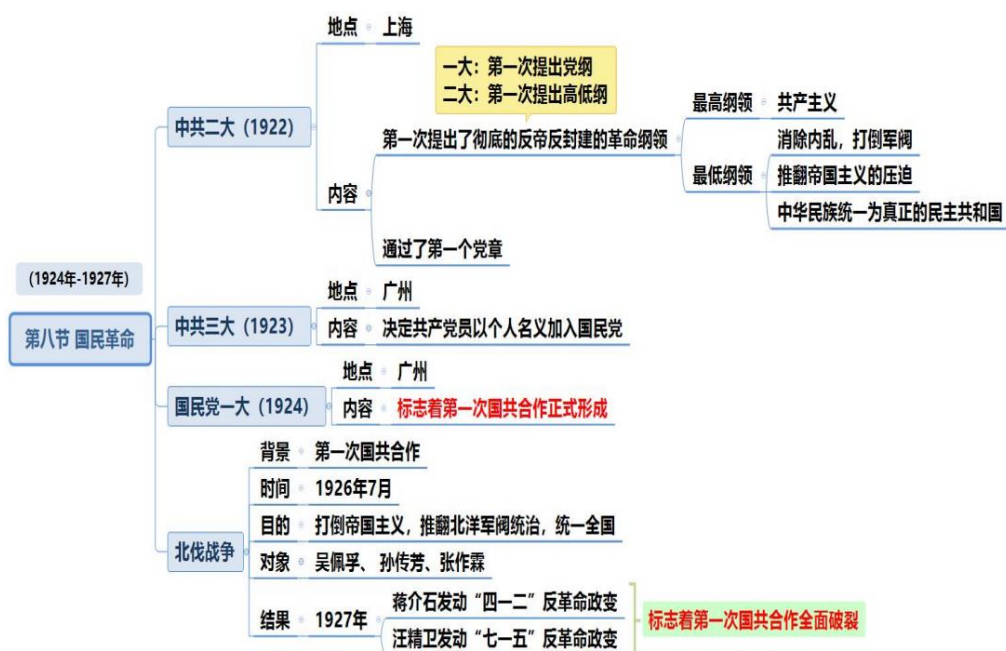 地点
上海
一大：第一次提出党纲
二大：第一次提出高低纲
中共二大（1922）
第一次提出了彻底的反帝反封建的革命纲领
最高纲领
共产主义
最低纲领
消除内乱，打倒军阀
推翻帝国主义的压迫
中华民族统一为真正的民主共和国
内容
通过了第一个党章
（1924年-1927年）
第八节 国民革命
中共三大（1923）
地点
广州
内容
决定共产党员以个人名义加入国民党
国民党一大（1924）
地点
广州
内容
标志着第一次国共合作正式形成
北伐战争
背景
第一次国共合作
时间
1926年7月
目的
打倒帝国主义，推翻北洋军阀统治，统一全国
对象
吴佩孚、 孙传芳、张作霖
结果
1927年
蒋介石发动“四一二”反革命政变
汪精卫发动“七一五”反革命政变
标志着第一次国共合作全面破裂